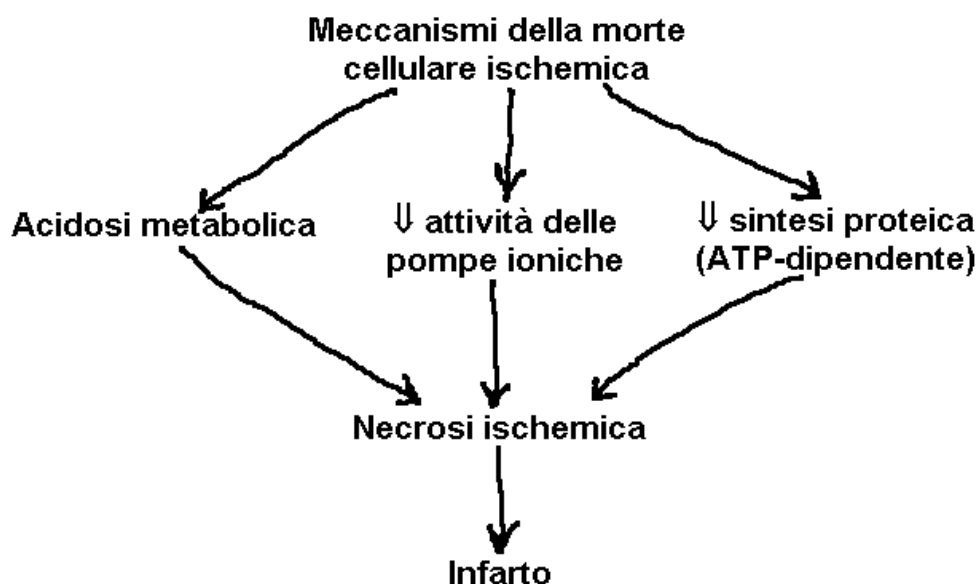 Meccanismi della morte
cellulare ischemica
Acidosi metabolica
⇓ attività delle
pompe ioniche
⇓ sintesi proteica
(ATP-dipendente)
Necrosi ischemica
Infarto